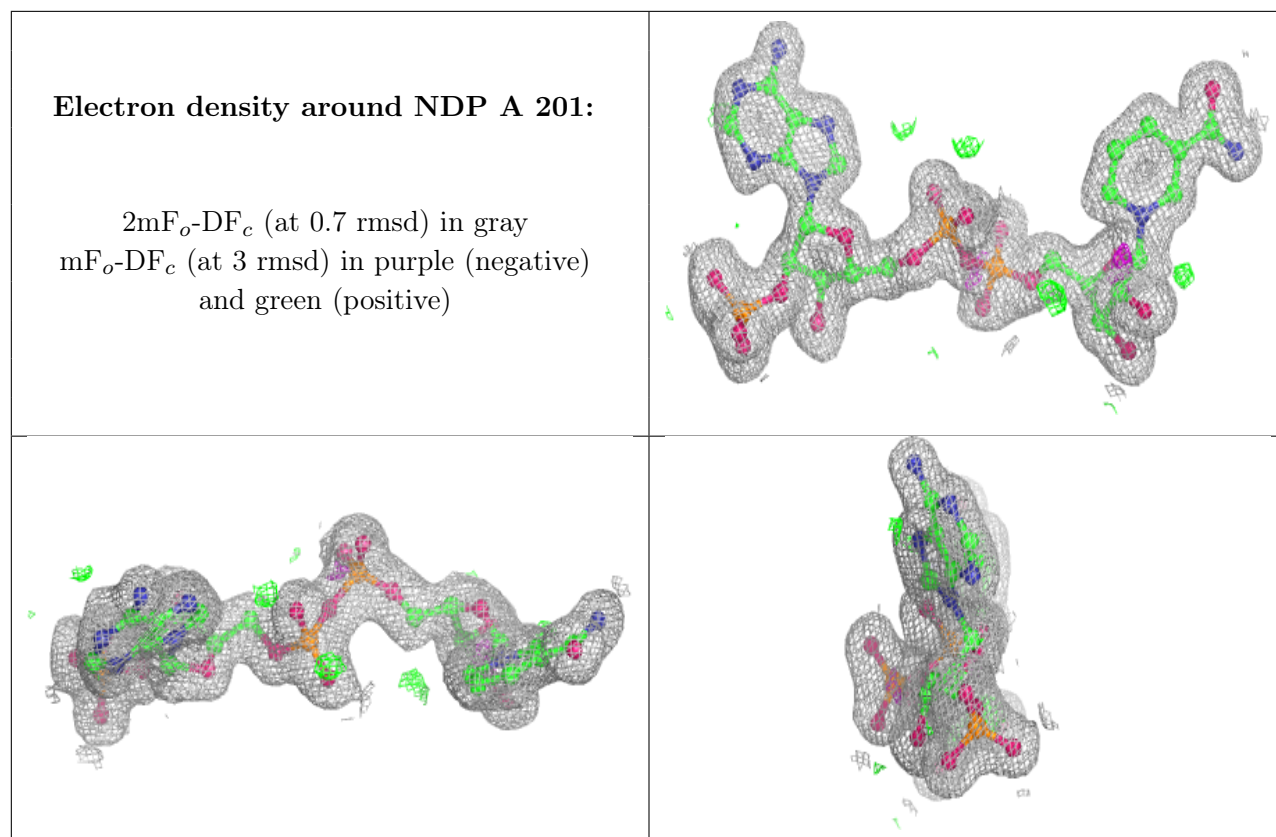 Electron density around NDP A 201:
2mFo-DFc (at 0.7 rmsd) in gray
mFo-DFc (at 3 rmsd) in purple (negative)
and green (positive)